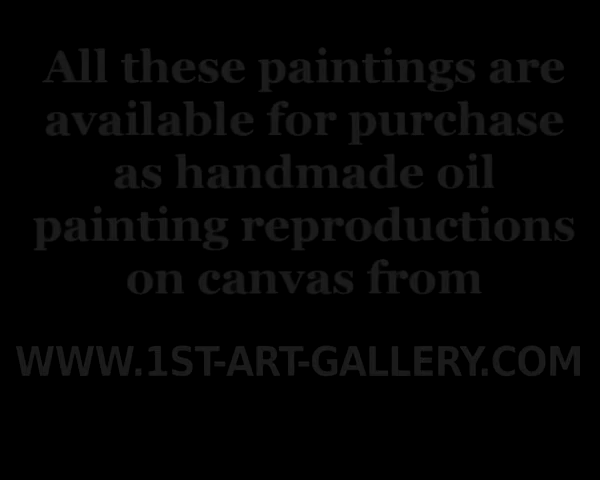 All these paintings are
available for purchase
as handmade oil
painting reproductions
on canvas from
WWW.1ST-ART-GALLERY.COM